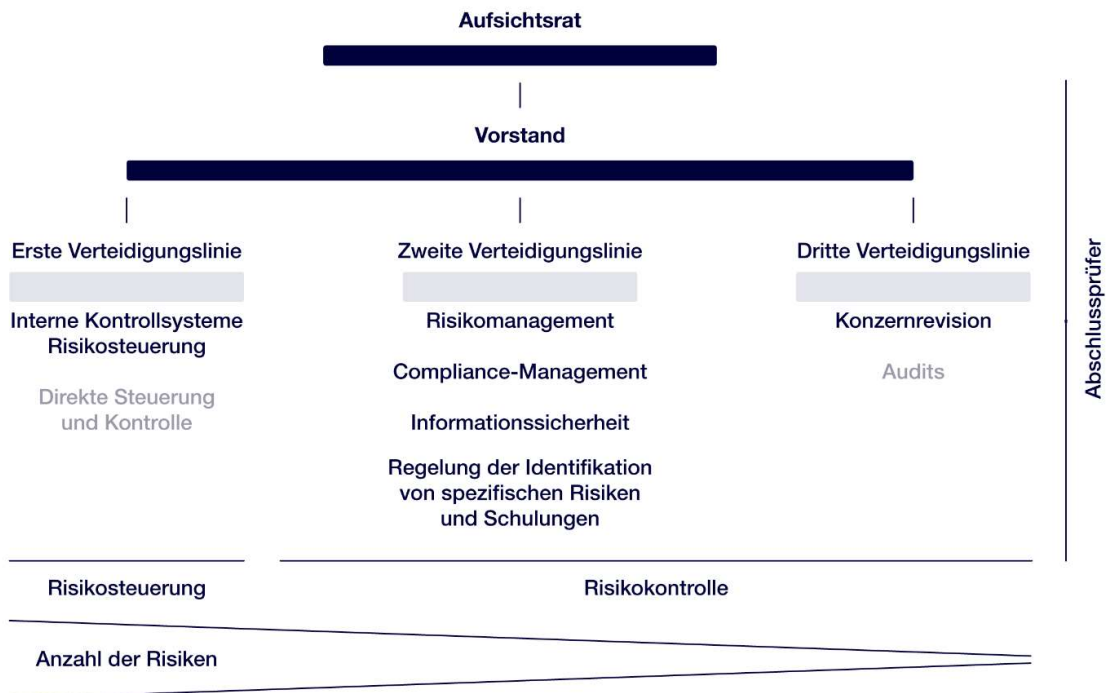 Aufsichtsrat
Vorstand
Erste Verteidigungslinie
Interne Kontrollsysteme
Risikosteuerung
Direkte Steuerung
und Kontrolle
Zweite Verteidigungslinie
Risikomanagement
Compliance-Management
Informationssicherheit
Regelung der Identifikation
von spezifischen Risiken
und Schulungen
Dritte Verteidigungslinie
Konzernrevision
Audits
Abschlussprüfer
Risikosteuerung
Risikokontrolle
Anzahl der Risiken